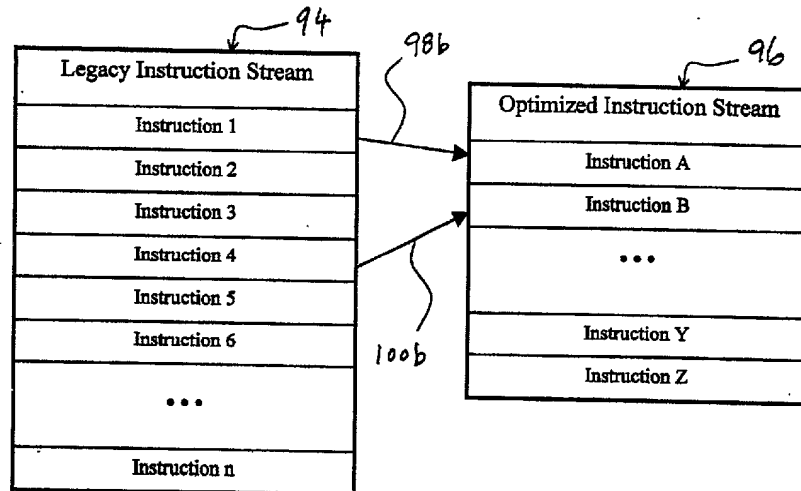 94
Legacy Instruction Stream
Instruction 1
Instruction 2
Instruction 3
Instruction 4
Instruction 5
Instruction 6
•••
Instruction n
98b
100b
96
Optimized Instruction Stream
Instruction A
Instruction B
•••
Instruction Y
Instruction Z